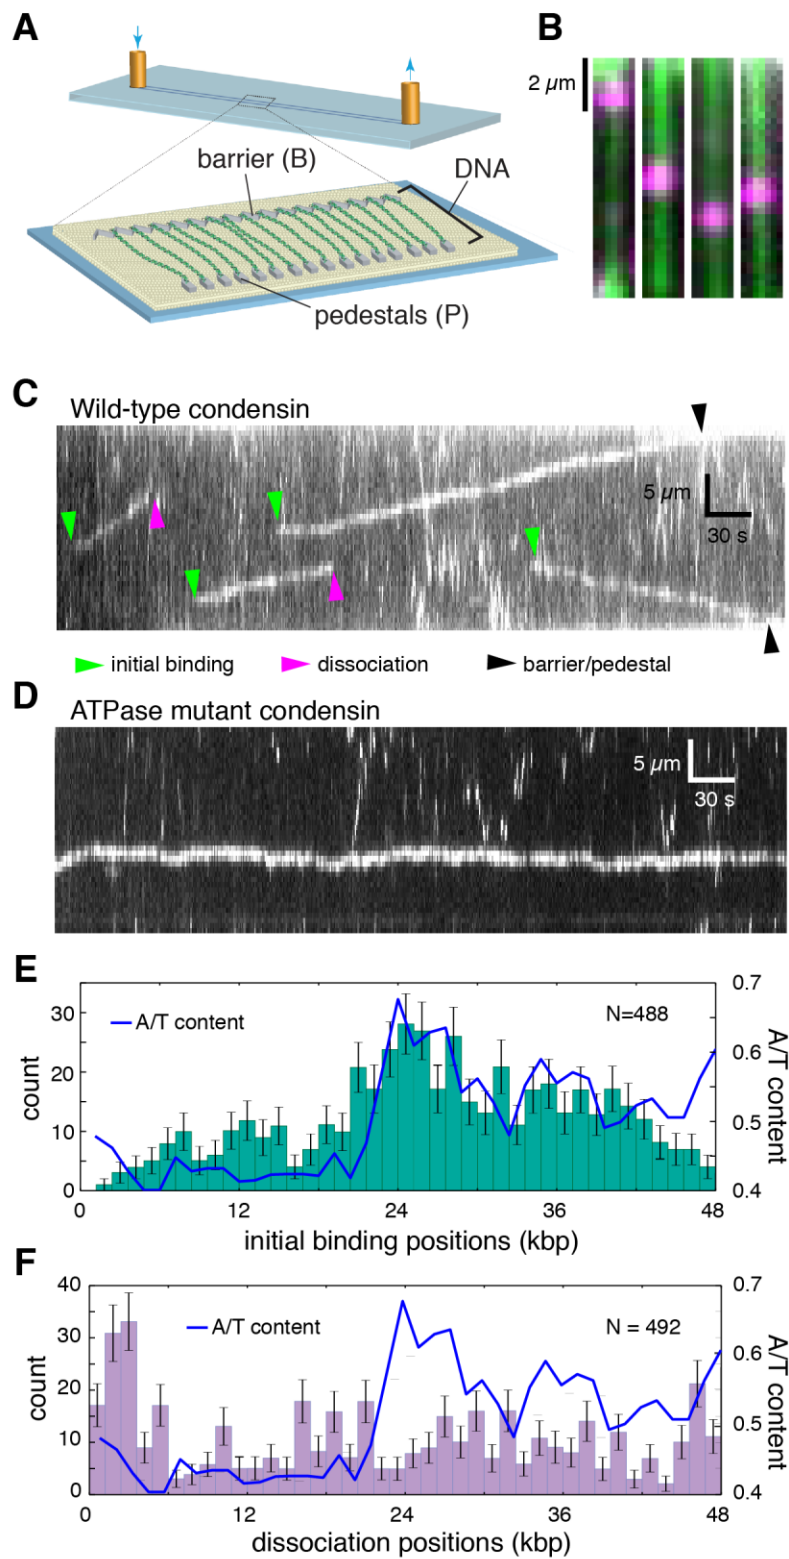 A
barrier (B)
DNA
pedestals (P)
B
2 µm
C
Wild-type condensin
5 µm
30 s
initial binding
dissociation
barrier/pedestal
D
ATPase mutant condensin
5 µm
30 s
E
A/T content
N=488
30
20
10
0
count
0.7
0.6
0.5
0.4
A/T content
0 12 24 36 48
initial binding positions (kbp)
F
A/T content
N = 492
40
30
20
10
0
count
0.7
0.6
0.5
0.4
A/T content
0 12 24 36 48
dissociation positions (kbp)